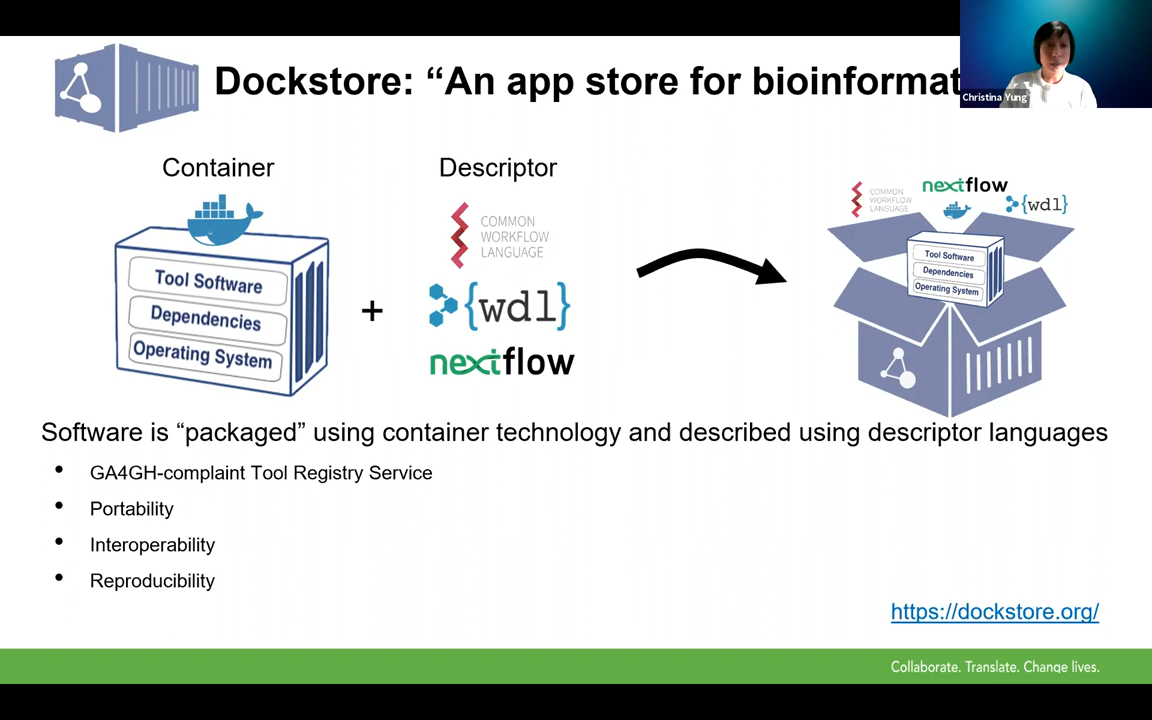 Dockstore: “An app store for bioinformat
Christina Yung
Container
Descriptor
Tool Software
Dependencies
Operating System
+
COMMON
WORKFLOW
LANGUAGE
{wdl}
nextflow
COMMON
WORKFLOW
LANGUAGE
nextflow
{wdl}
Tool Software
Dependencies
Operating System
Software is “packaged” using container technology and described using descriptor languages
• GA4GH-complaint Tool Registry Service
• Portability
• Interoperability
• Reproducibility
https://dockstore.org/
Collaborate. Translate. Change lives.